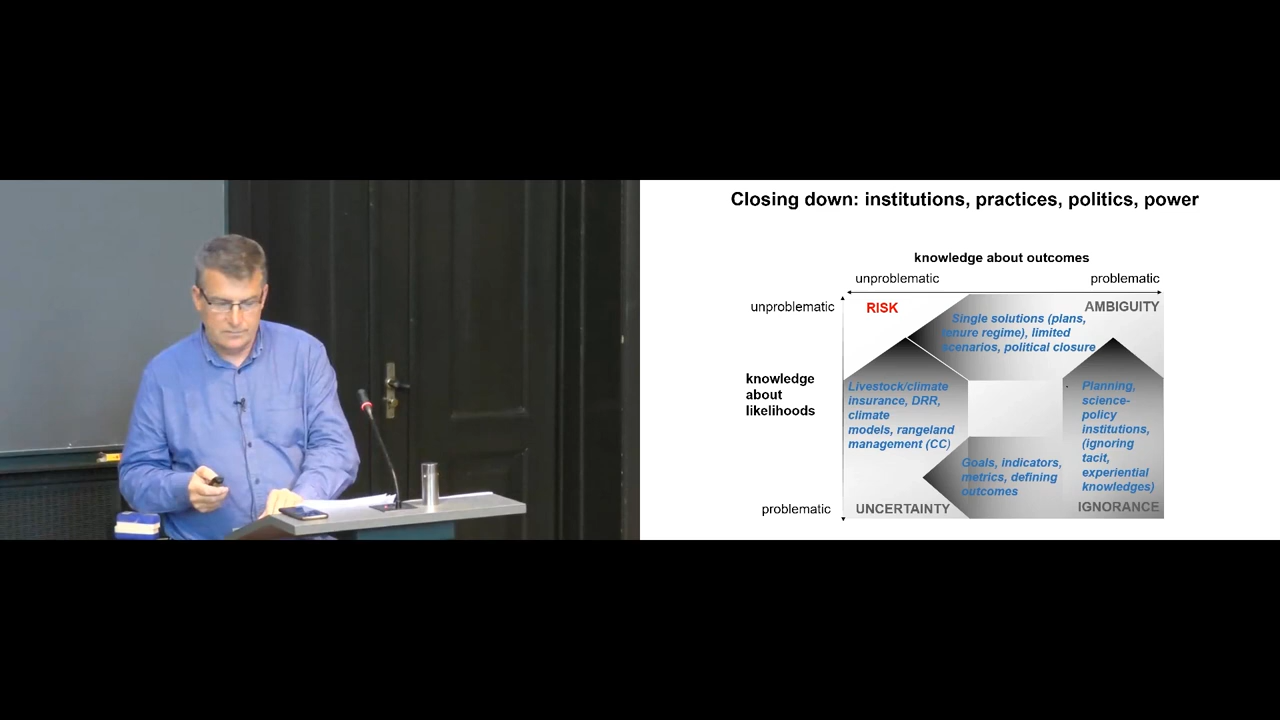 Closing down: institutions, practices, politics, power
knowledge about outcomes
unproblematic
problematic
unproblematic
RISK
AMBIGUITY
Single solutions (plans,
tenure regime), limited
scenarios, political closure
knowledge
about
likelihoods
Livestock/climate
insurance, DRR,
climate
models, rangeland
management (CC)
Planning,
science-
policy
institutions,
(ignoring
tacit,
experiential
knowledges)
Goals, indicators,
metrics, defining
outcomes
problematic
UNCERTAINTY
IGNORANCE